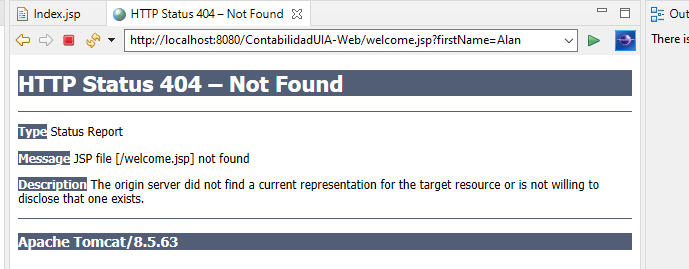 Index.jsp
HTTP Status 404 – Not Found
Out
http://localhost:8080/ContabilidadUIA-Web/welcome.jsp?firstName=Alan
There is
HTTP Status 404 – Not Found
Type Status Report
Message JSP file [/welcome.jsp] not found
Description The origin server did not find a current representation for the target resource or is not willing to
disclose that one exists.
Apache Tomcat/8.5.63